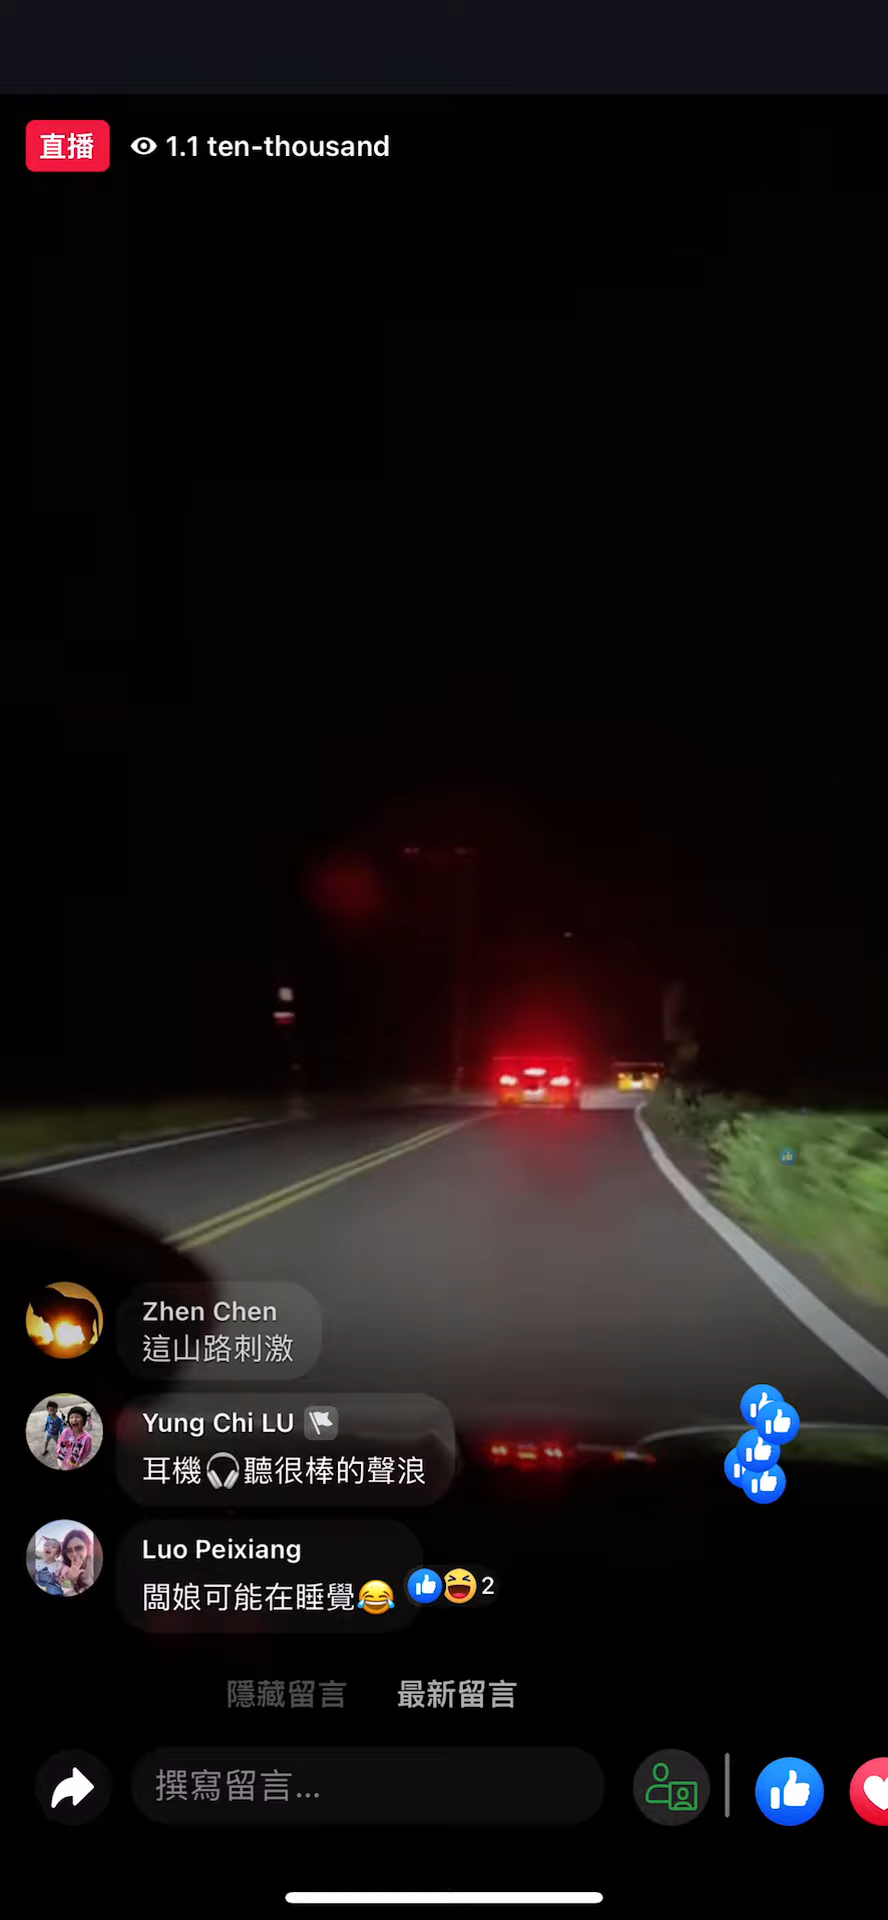 直播 1.1 ten-thousand
Zhen Chen
這山路刺激
Yung Chi LU
耳機🎧聽很棒的聲浪
Luo Peixiang
闆娘可能在睡覺😂 2
隱藏留言 最新留言
撰寫留言...